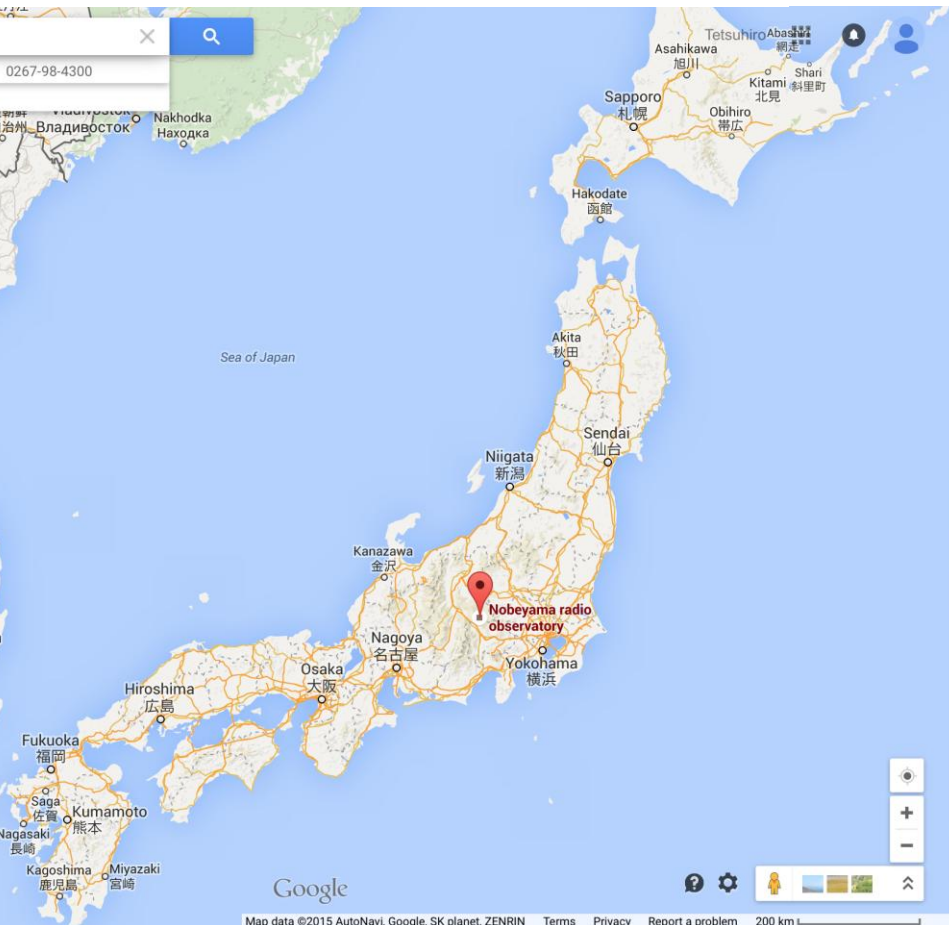 0267-98-4300
Vladivostok
Владивосток
Nakhodka
Находка
Tetsuhiro
Abashiri
網走
Asahikawa
旭川
Kitami
北見
Shari
斜里町
Sapporo
札幌
Obihiro
帯広
Hakodate
函館
Akita
秋田
Sea of Japan
Sendai
仙台
Niigata
新潟
Kanazawa
金沢
Nobeyama radio
observatory
Nagoya
名古屋
Yokohama
横浜
Osaka
大阪
Hiroshima
広島
Fukuoka
福岡
Saga
佐賀
Kumamoto
熊本
Nagasaki
長崎
Kagoshima
鹿児島
Miyazaki
宮崎
Google
Map data ©2015 AutoNavi, Google, SK planet, ZENRIN Terms Privacy Report a problem 200 km